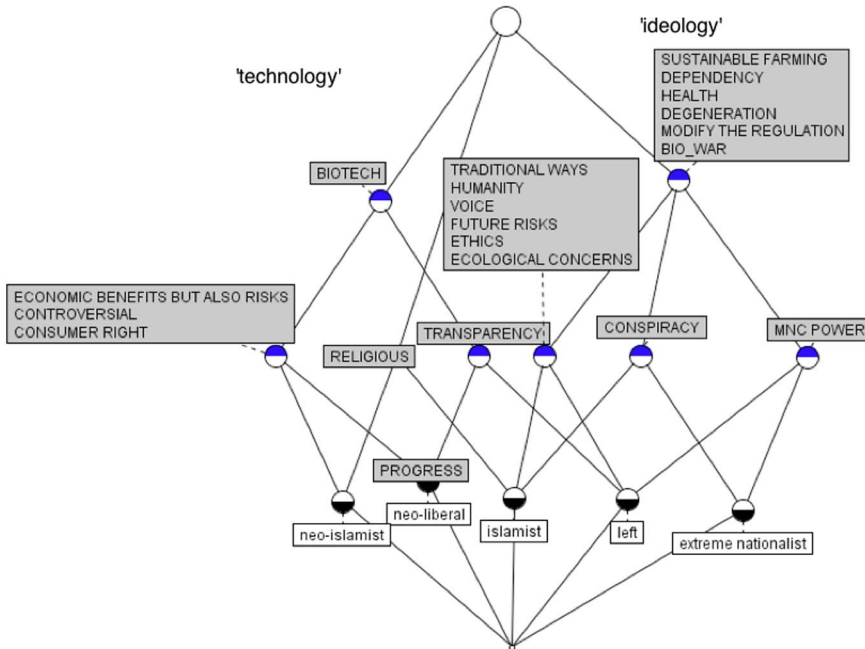 'ideology'
'technology'
SUSTAINABLE FARMING
DEPENDENCY
HEALTH
DEGENERATION
MODIFY THE REGULATION
BIO_WAR
BIOTECH
TRADITIONAL WAYS
HUMANITY
VOICE
FUTURE RISKS
ETHICS
ECOLOGICAL CONCERNS
ECONOMIC BENEFITS BUT ALSO RISKS
CONTROVERSIAL
CONSUMER RIGHT
TRANSPARENCY
CONSPIRACY
MNC POWER
RELIGIOUS
PROGRESS
neo-islamist
neo-liberal
islamist
left
extreme nationalist